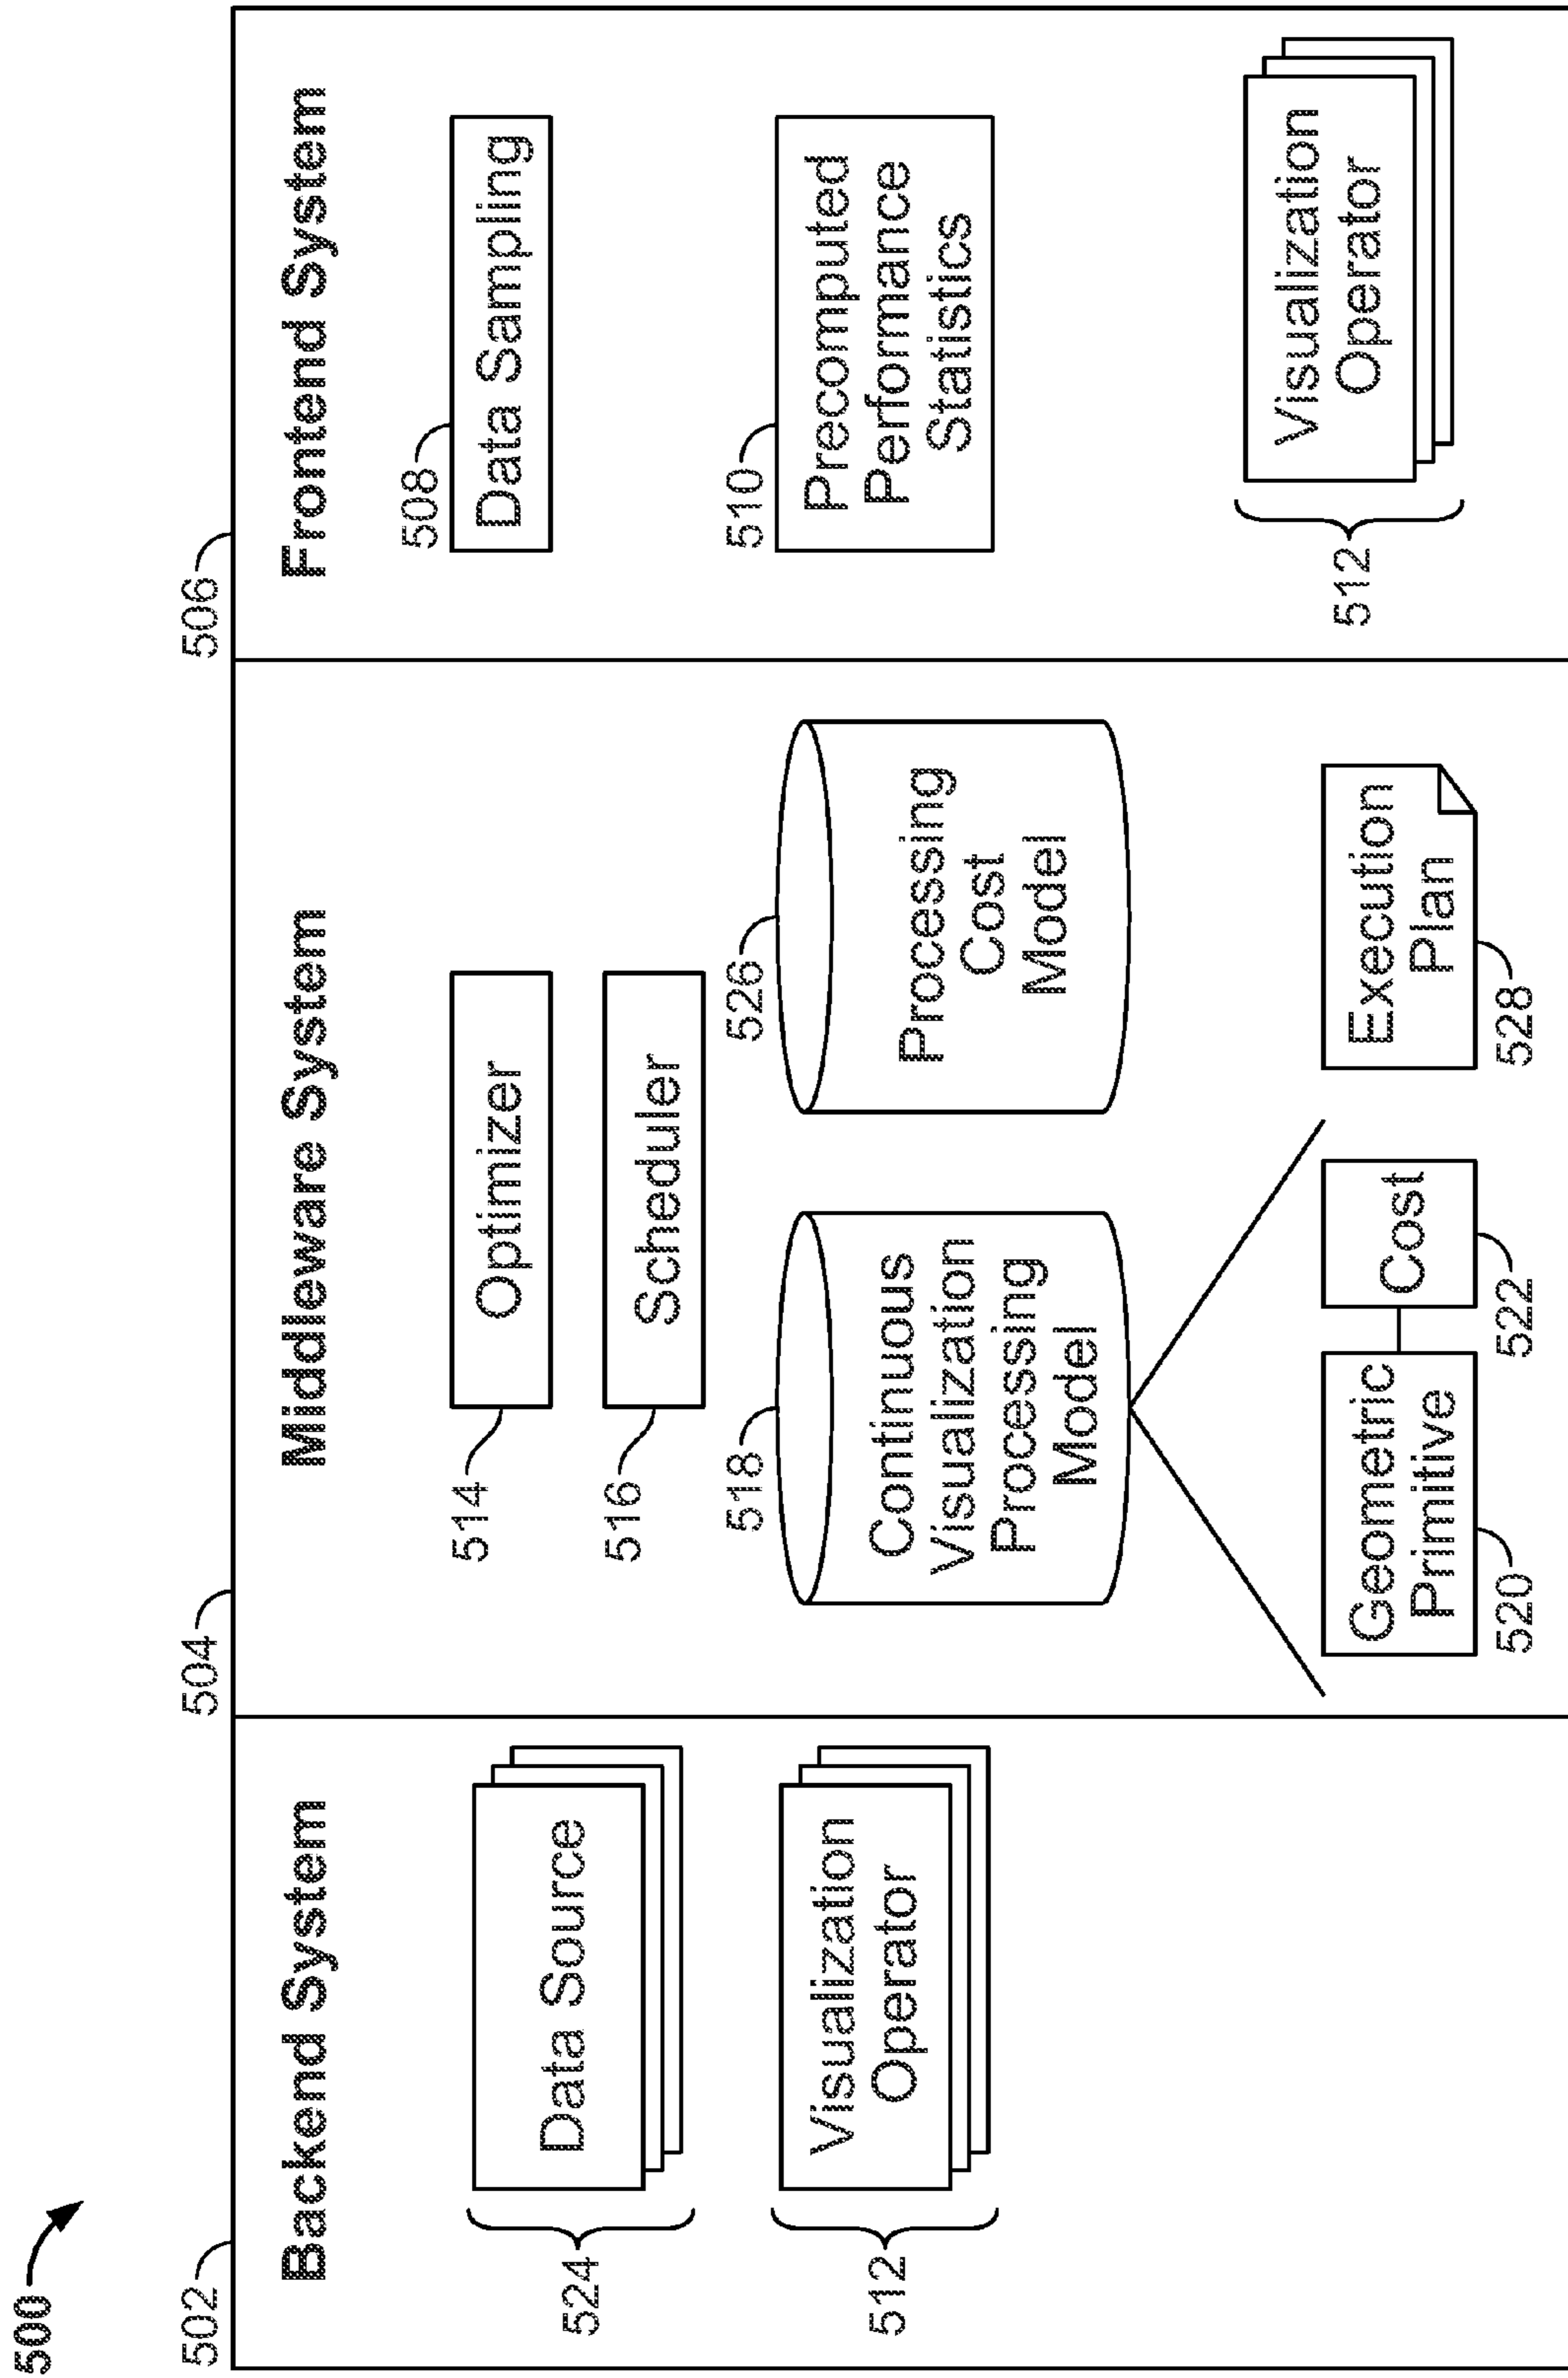 500
502
504
506
Backend System
Middleware System
Frontend System
524
Data Source
512
Visualization
Operator
514
Optimizer
516
Scheduler
518
Continuous
Visualization
Processing
Model
526
Processing
Cost
Model
Geometric
Primitive
520
Cost
522
Execution
Plan
528
508
Data Sampling
510
Precomputed
Performance
Statistics
512
Visualization
Operator